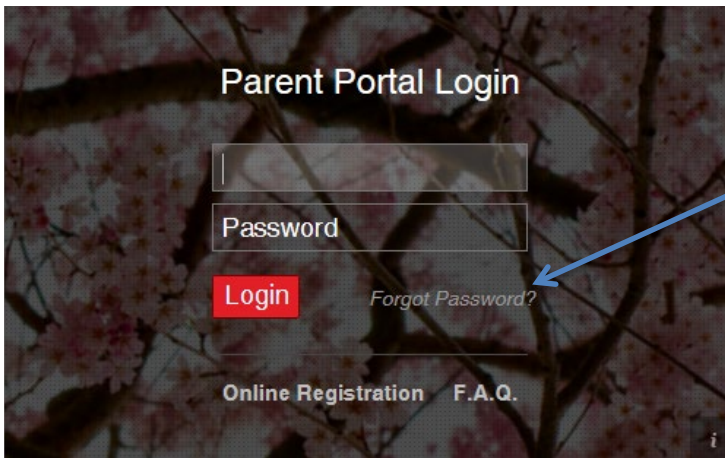 Parent Portal Login
Password
Login Forgot Password?
Online Registration F.A.Q.
i